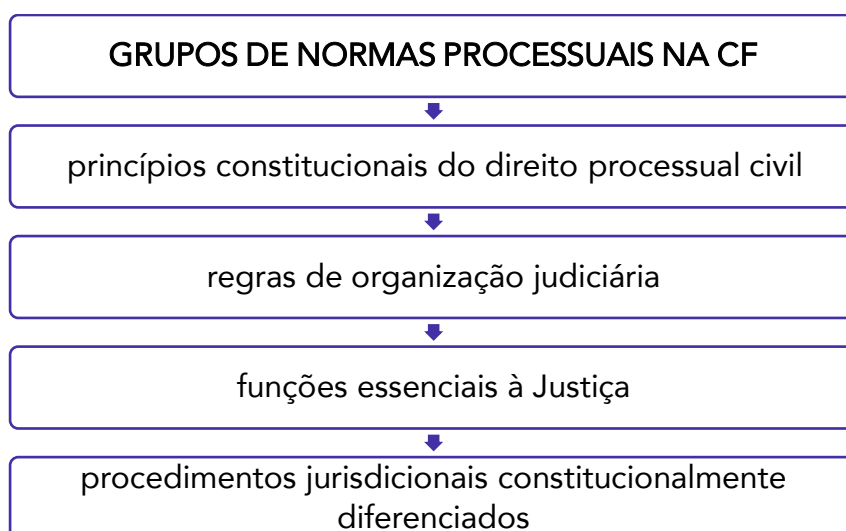 GRUPOS DE NORMAS PROCESSUAIS NA CF
princípios constitucionais do direito processual civil
regras de organização judiciária
funções essenciais à Justiça
procedimentos jurisdicionais constitucionalmente
diferenciados